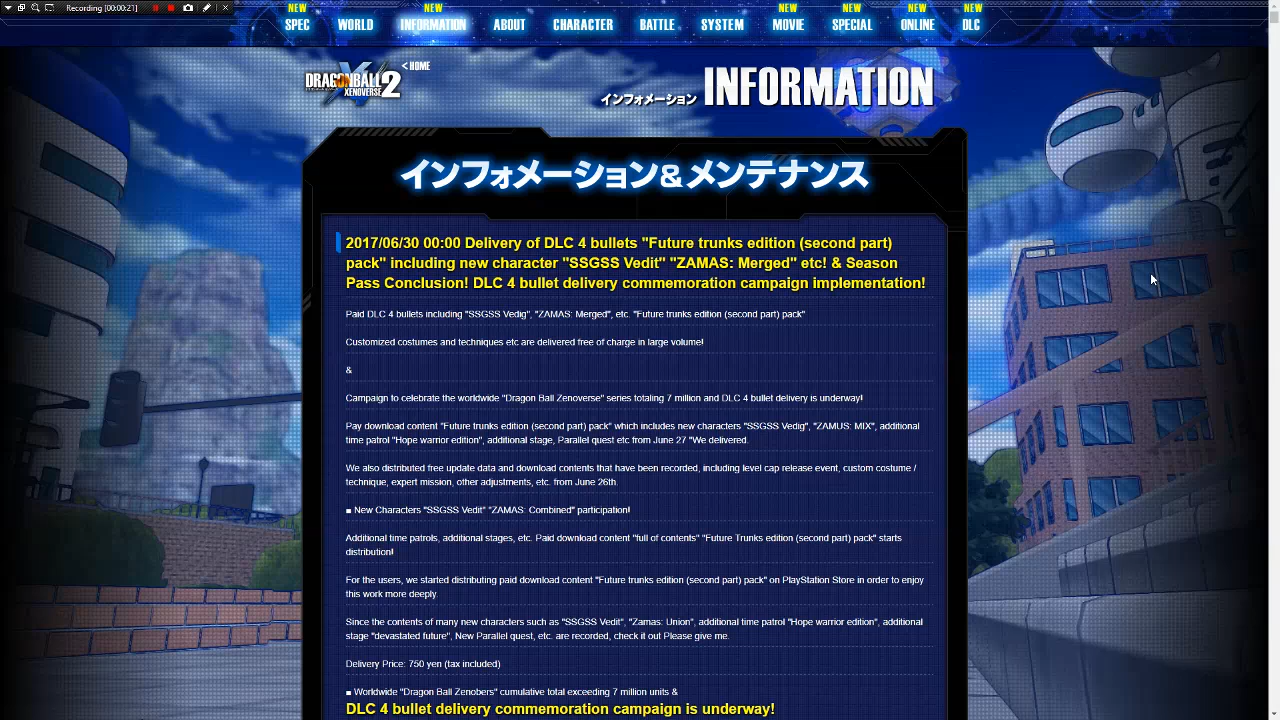 Recording [00:00:21]
NEW NEW NEW NEW NEW NEW
SPEC WORLD INFORMATION ABOUT CHARACTER BATTLE SYSTEM MOVIE SPECIAL ONLINE DLC
DRAGONBALL
XENOVERSE 2
< HOME
インフォメーション INFORMATION
インフォメーション&メンテナンス
2017/06/30 00:00 Delivery of DLC 4 bullets "Future trunks edition (second part)
pack" including new character "SSGSS Vedit" "ZAMAS: Merged" etc! & Season
Pass Conclusion! DLC 4 bullet delivery commemoration campaign implementation!
Paid DLC 4 bullets including "SSGSS Vedig", "ZAMAS: Merged", etc. "Future trunks edition (second part) pack"
Customized costumes and techniques etc are delivered free of charge in large volume!
&
Campaign to celebrate the worldwide "Dragon Ball Zenoverse" series totaling 7 million and DLC 4 bullet delivery is underway!
Pay download content "Future trunks edition (second part) pack" which includes new characters "SSGSS Vedig", "ZAMUS: MIX", additional
time patrol "Hope warrior edition", additional stage, Parallel quest etc from June 27 "We delivered.
We also distributed free update data and download contents that have been recorded, including level cap release event, custom costume /
technique, expert mission, other adjustments, etc. from June 26th.
■ New Characters "SSGSS Vedit" "ZAMAS: Combined" participation!
Additional time patrols, additional stages, etc. Paid download content "full of contents" "Future Trunks edition (second part) pack" starts
distribution!
For the users, we started distributing paid download content "Future trunks edition (second part) pack" on PlayStation Store in order to enjoy
this work more deeply.
Since the contents of many new characters such as "SSGSS Vedit", "Zamas: Union", additional time patrol "Hope warrior edition", additional
stage "devastated future", New Parallel quest, etc. are recorded, check it out Please give me.
Delivery Price: 750 yen (tax included)
■ Worldwide "Dragon Ball Zenobers" cumulative total exceeding 7 million units &
DLC 4 bullet delivery commemoration campaign is underway!